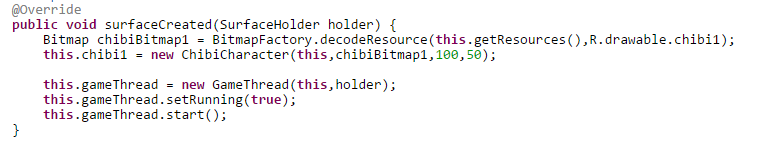 @Override
public void surfaceCreated(SurfaceHolder holder) {
    Bitmap chibiBitmap1 = BitmapFactory.decodeResource(this.getResources(),R.drawable.chibi1);
    this.chibi1 = new ChibiCharacter(this,chibiBitmap1,100,50);

    this.gameThread = new GameThread(this,holder);
    this.gameThread.setRunning(true);
    this.gameThread.start();
}